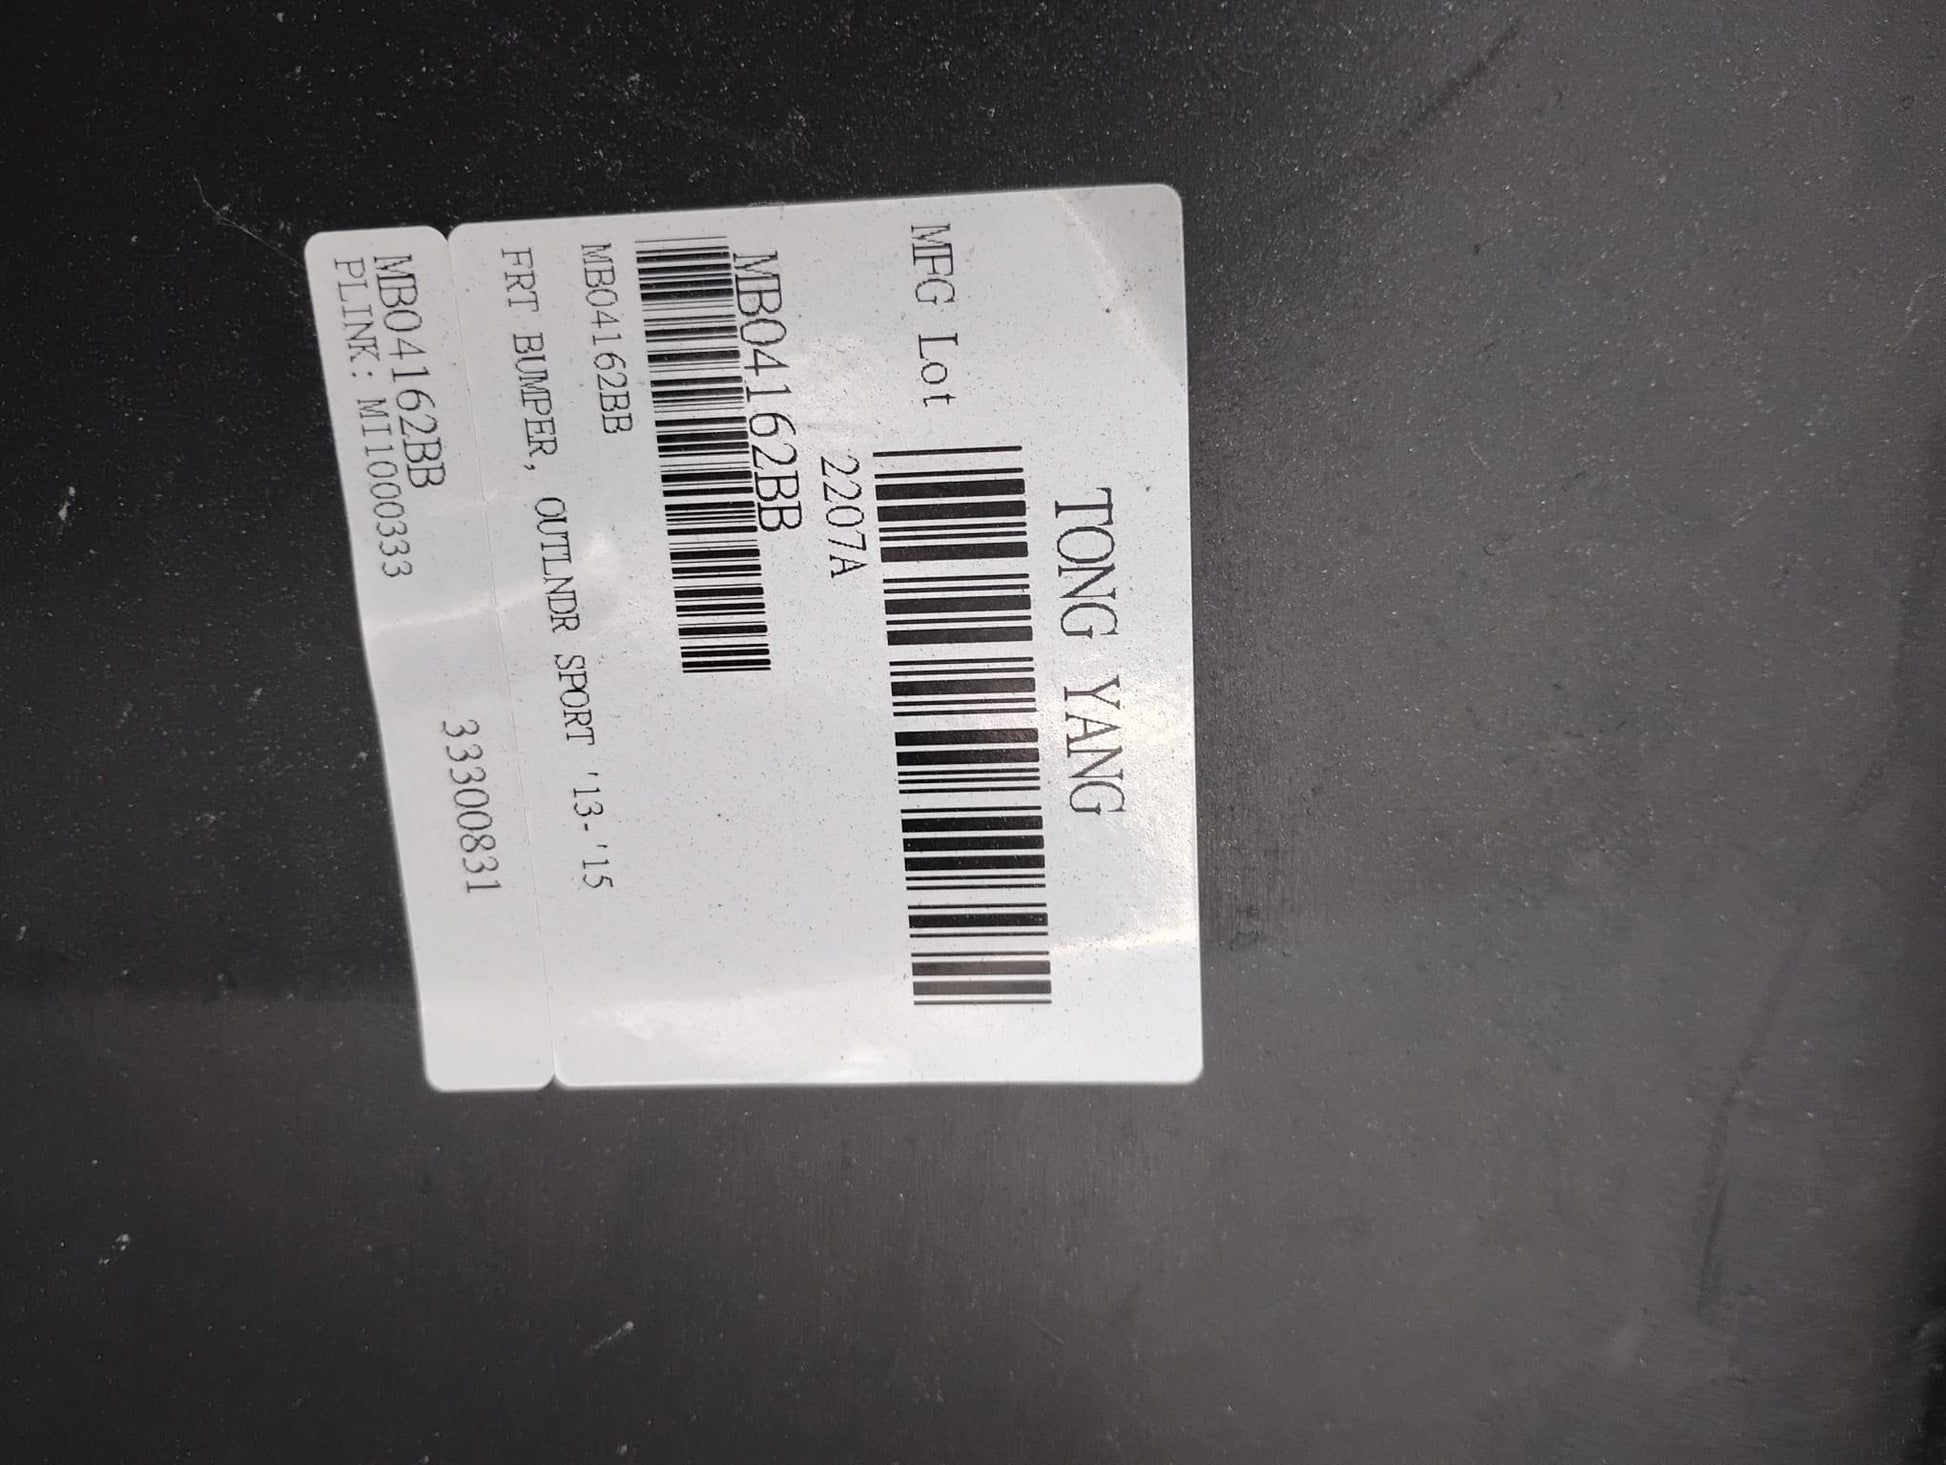 TONG YANG
MFG Lot
2207A
MB04162BB
MB04162BB
FRT BUMPER, OUTLNDR SPORT '13-'15
MB04162BB
33300831
PLINK: MI1000333